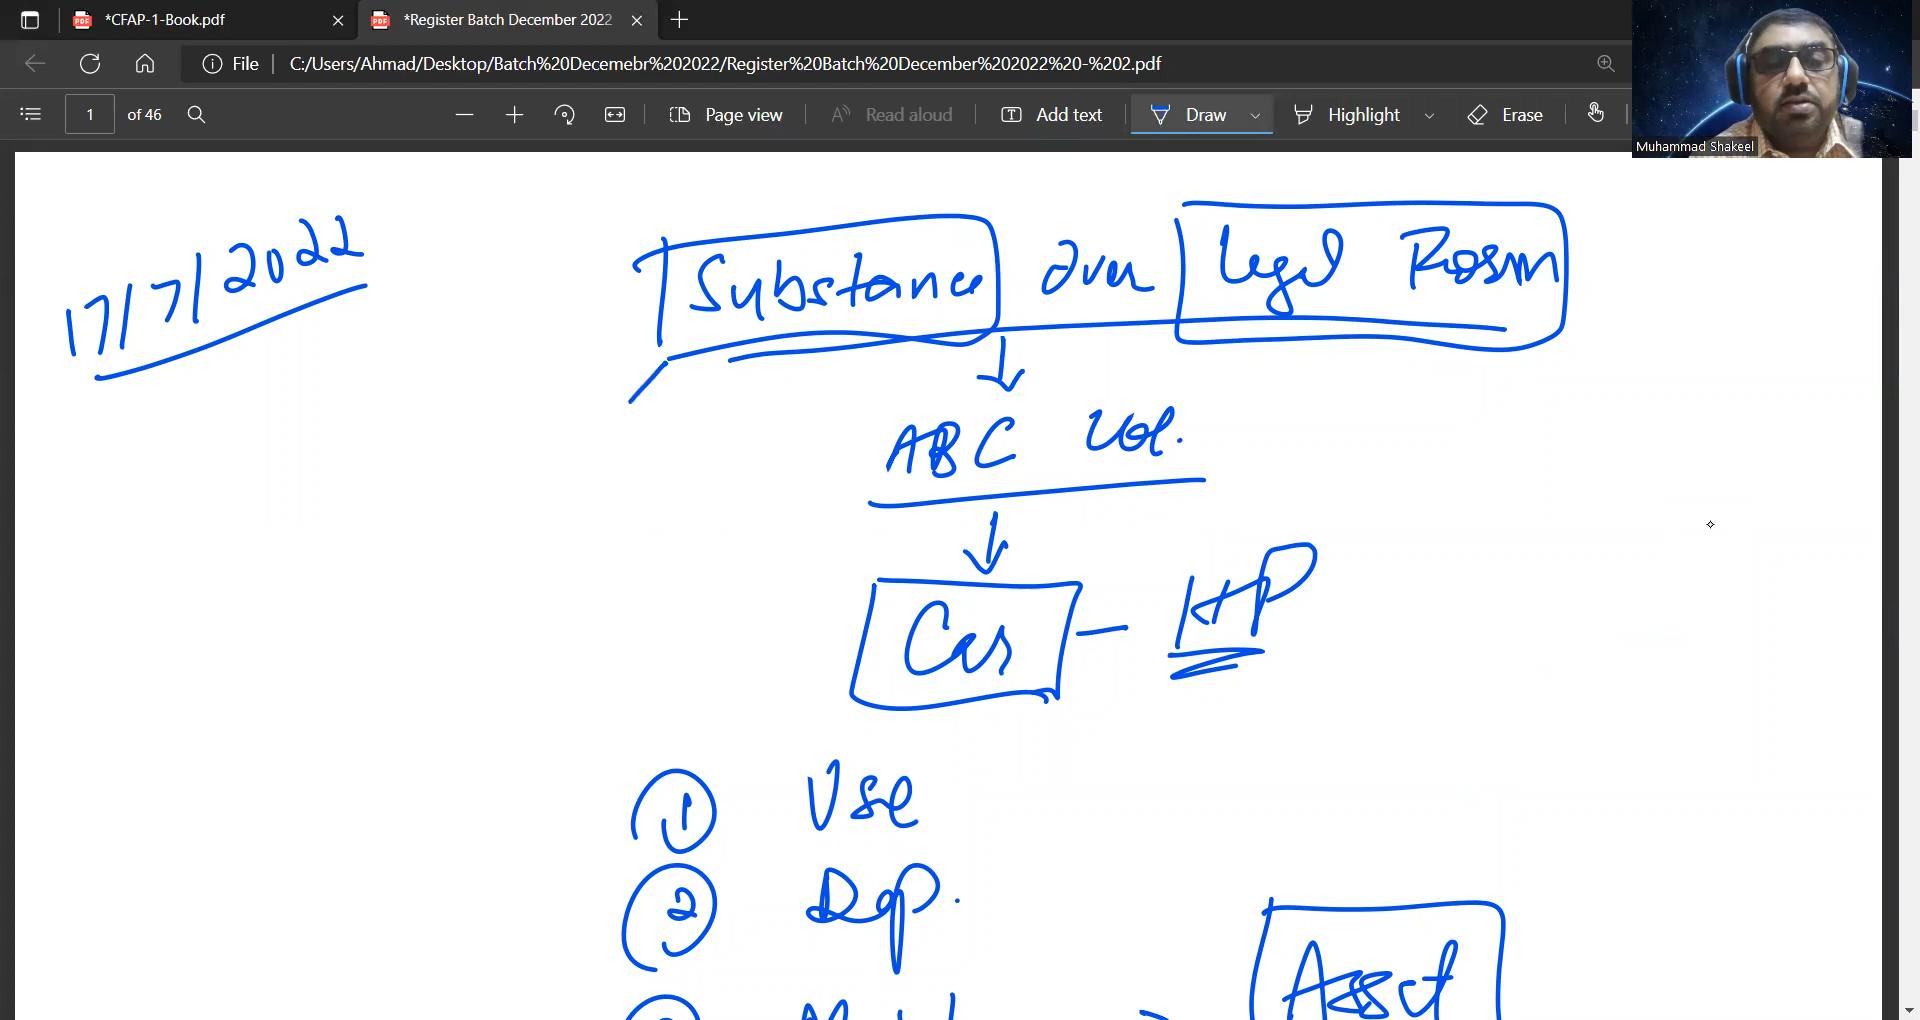 *CFAP-1-Book.pdf
*Register Batch December 2022
File C:/Users/Ahmad/Desktop/Batch%20Decemebr%202022/Register%20Batch%20December%202022%20-%202.pdf
1 of 46 Page view Read aloud Add text Draw Highlight Erase
Muhammad Shakeel
17/7/2022
Substance over Legal Form
ABC Ltd.
Car - HP
1 Use
2 Dep.
Asset